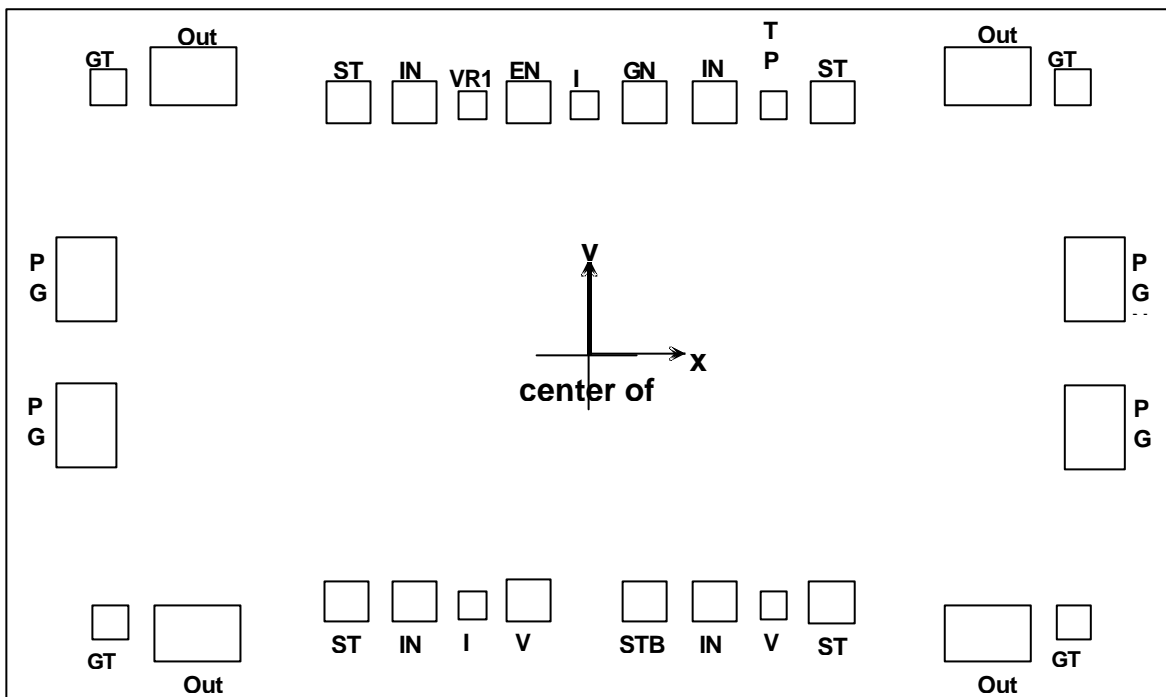 Out
T
Out
GT
ST
IN
VR1
EN
I
GN
IN
P
ST
GT
P
G
P
G
v
x
center of
P
G
P
G
ST
IN
I
V
STB
IN
V
ST
GT
Out
Out
GT